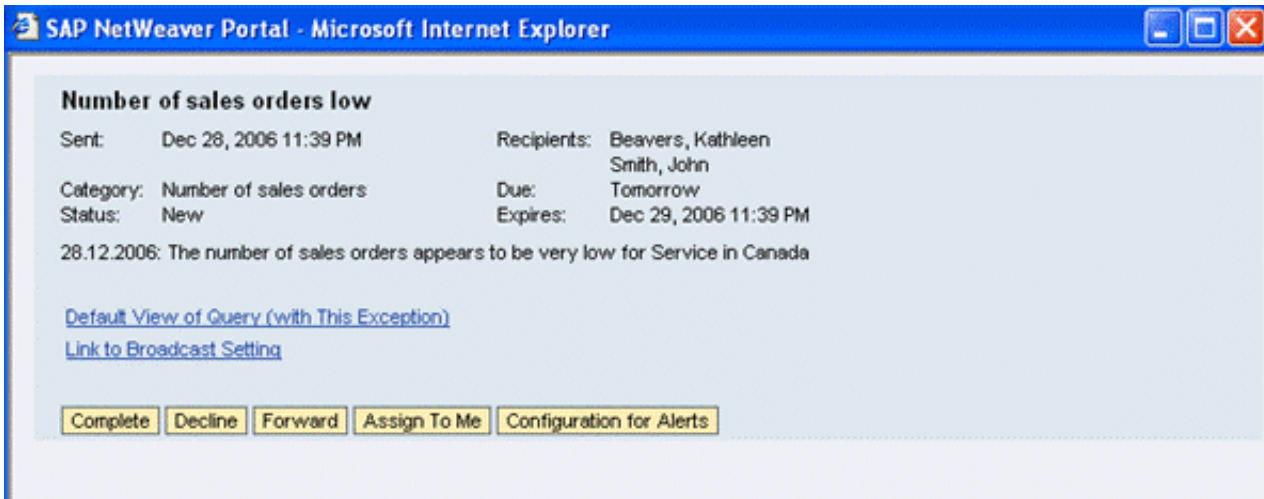 SAP NetWeaver Portal - Microsoft Internet Explorer
Number of sales orders low
Sent: Dec 28, 2006 11:39 PM Recipients: Beavers, Kathleen
Smith, John
Category: Number of sales orders Due: Tomorrow
Status: New Expires: Dec 29, 2006 11:39 PM
28.12.2006: The number of sales orders appears to be very low for Service in Canada
Default View of Query (with This Exception)
Link to Broadcast Setting
Complete Decline Forward Assign To Me Configuration for Alerts